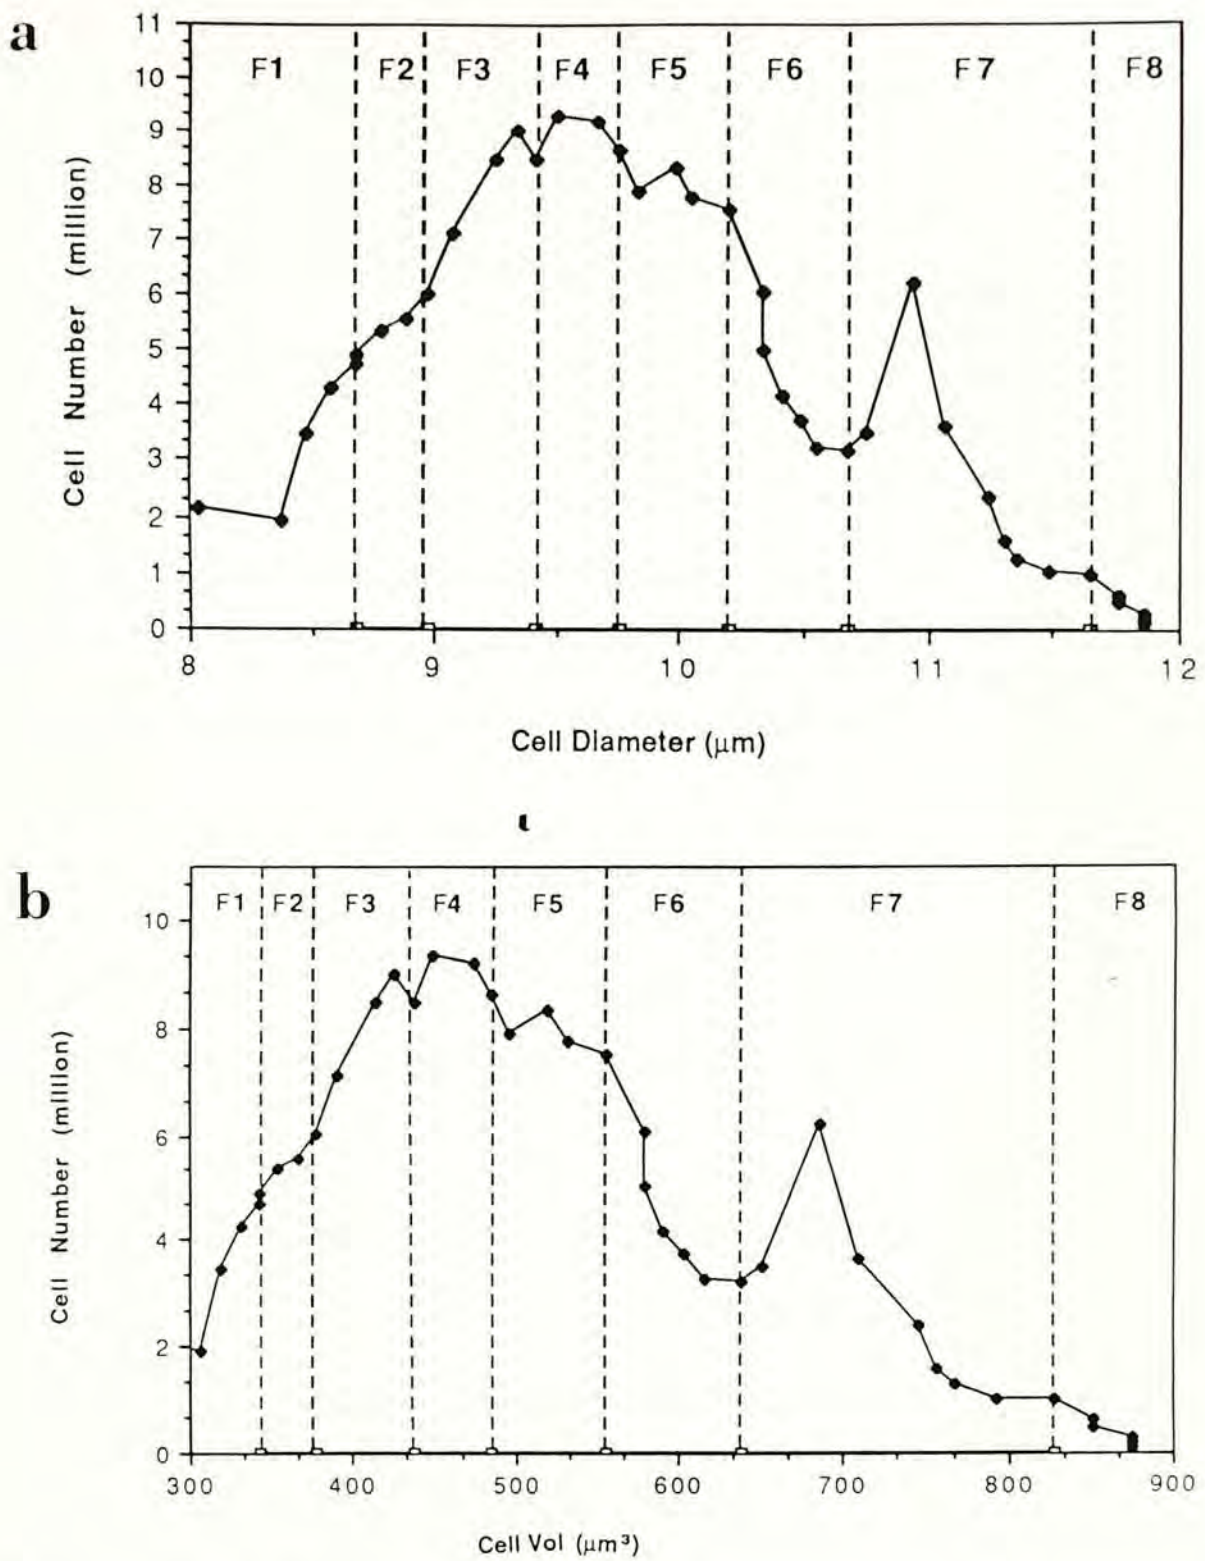 a
11
F1 F2 F3 F4 F5 F6 F7 F8
10
9
8
7
6
5
4
3
2
1
0
Cell Number (million)
8 9 10 11 12
Cell Diameter (μm)
b
F1 F2 F3 F4 F5 F6 F7 F8
10
8
6
4
2
0
Cell Number (million)
300 400 500 600 700 800 900
Cell Vol (μm³)